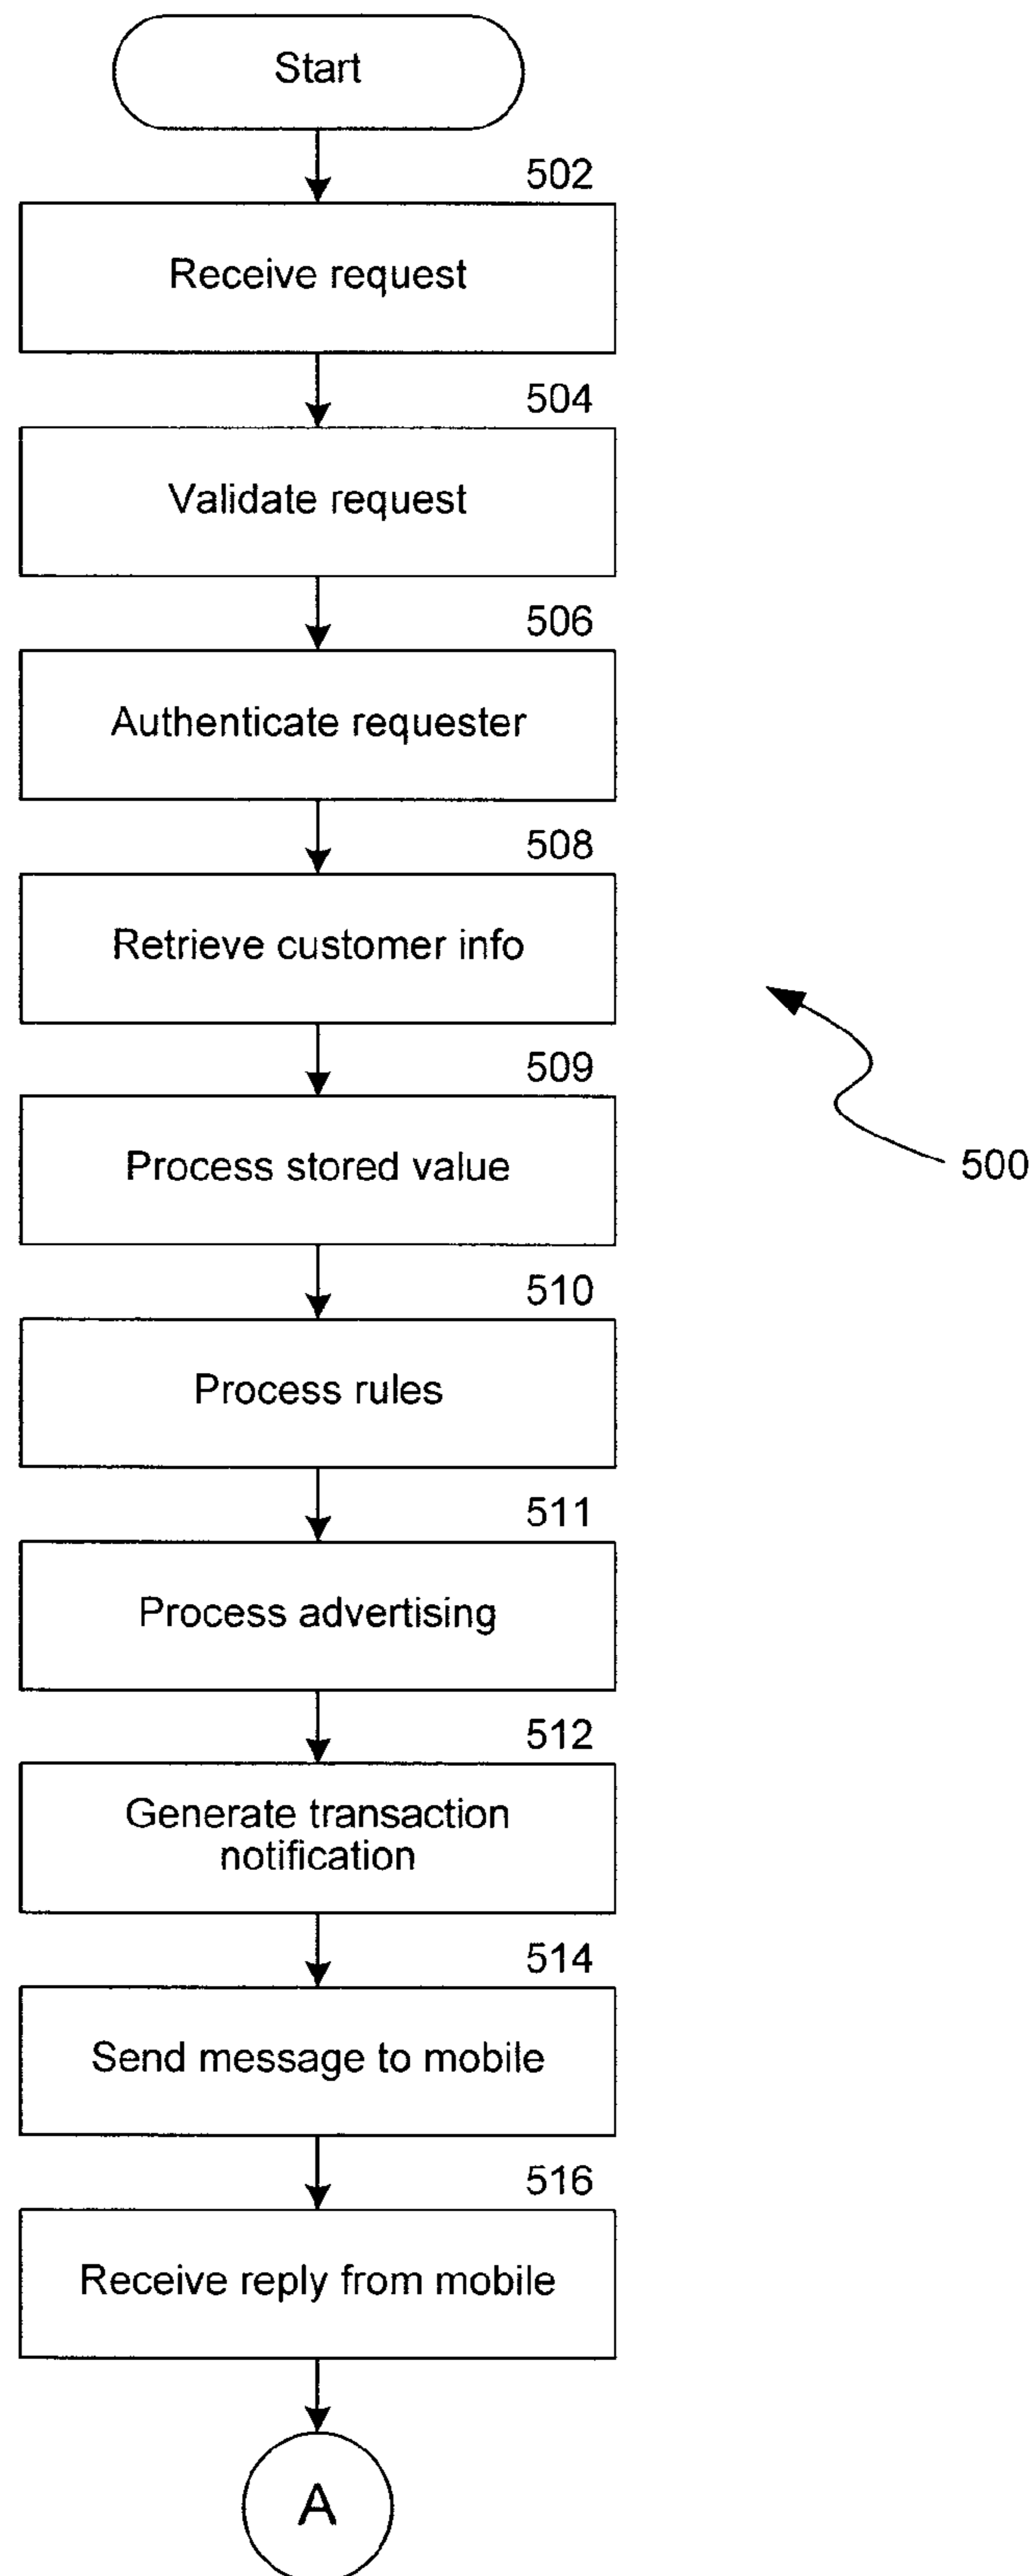 Start
502
Receive request
504
Validate request
506
Authenticate requester
508
Retrieve customer info
509
Process stored value
500
510
Process rules
511
Process advertising
512
Generate transaction
notification
514
Send message to mobile
516
Receive reply from mobile
A